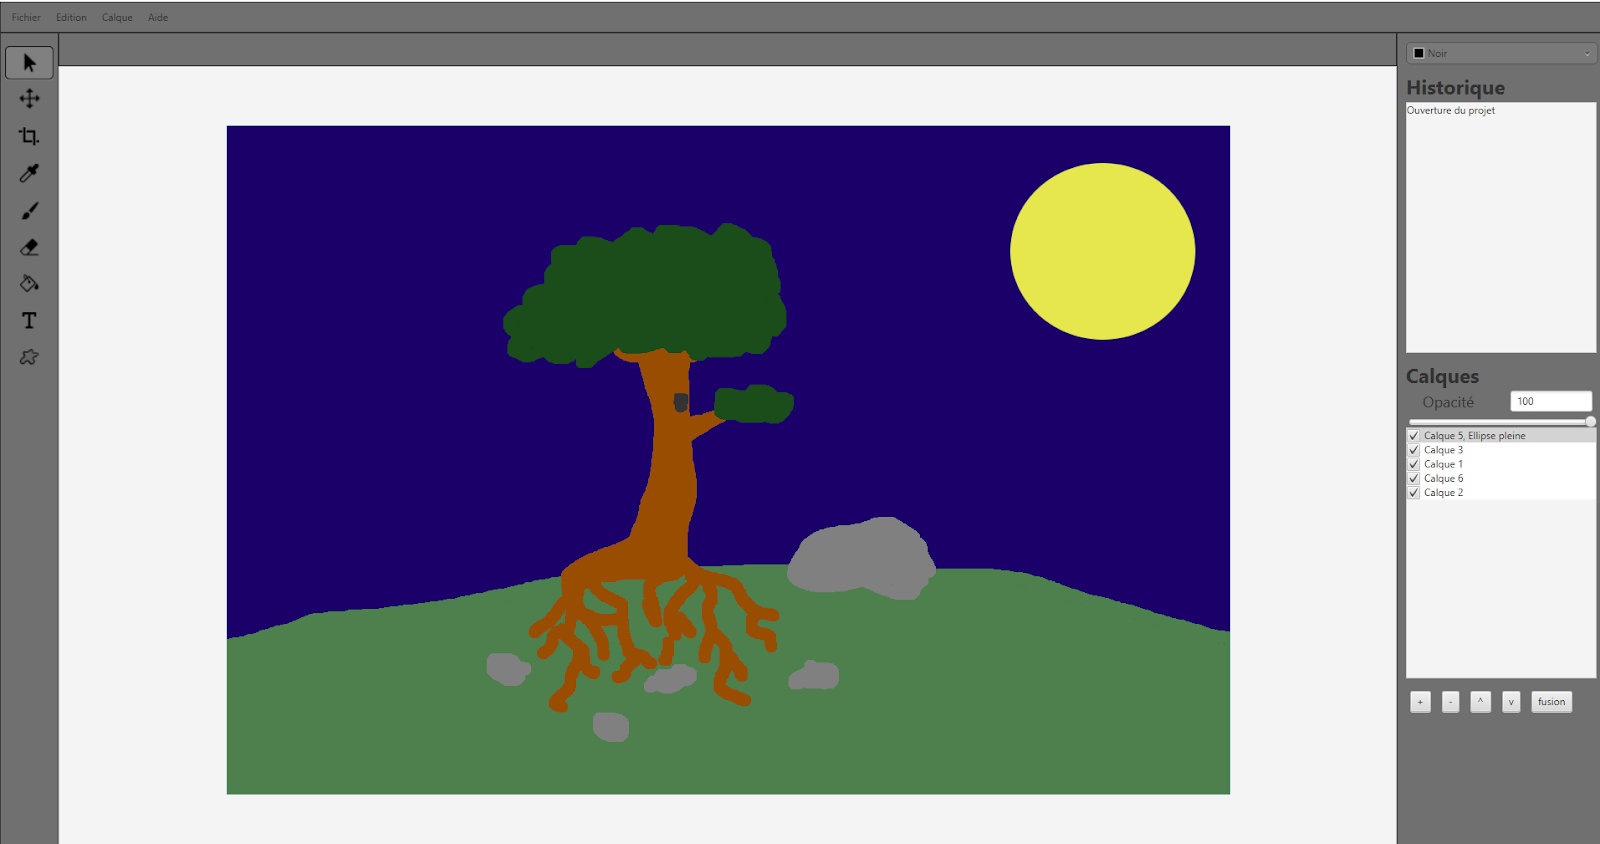 Fichier Edition Calque Aide
Noir
Historique
Ouverture du projet
Calques
Opacité 100
Calque 5, Ellipse pleine
Calque 3
Calque 1
Calque 6
Calque 2
+ - ^ v fusion
T